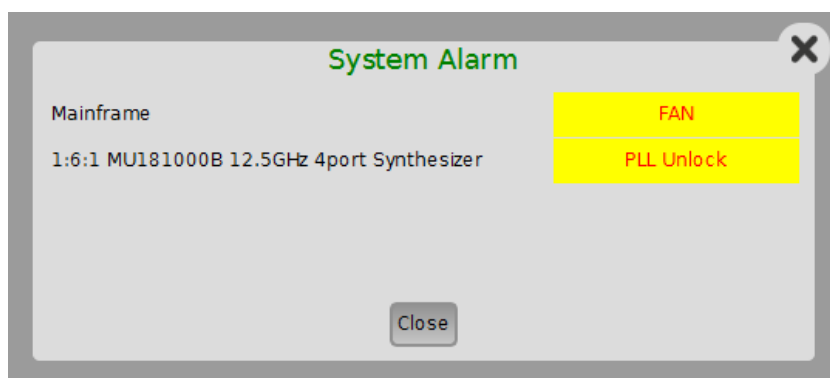 System Alarm
Mainframe FAN
1:6:1 MU181000B 12.5GHz 4port Synthesizer PLL Unlock
Close